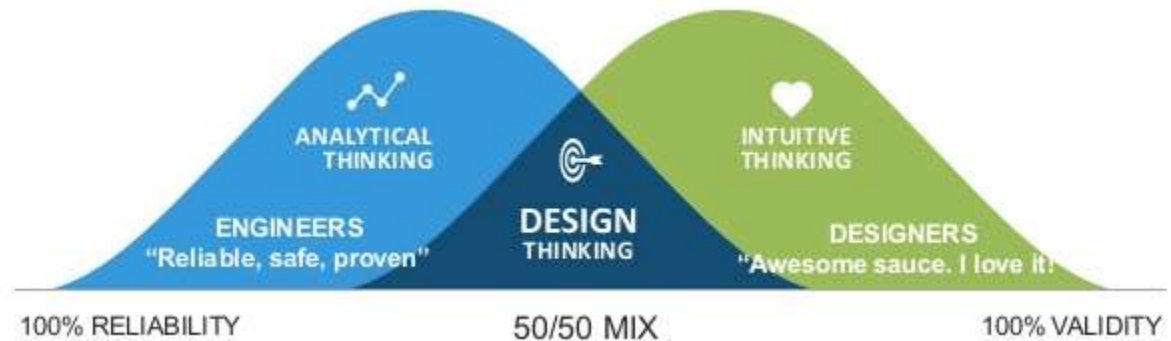 ANALYTICAL
THINKING
ENGINEERS
“Reliable, safe, proven”
DESIGN
THINKING
INTUITIVE
THINKING
DESIGNERS
“Awesome sauce. I love it!
100% RELIABILITY
50/50 MIX
100% VALIDITY